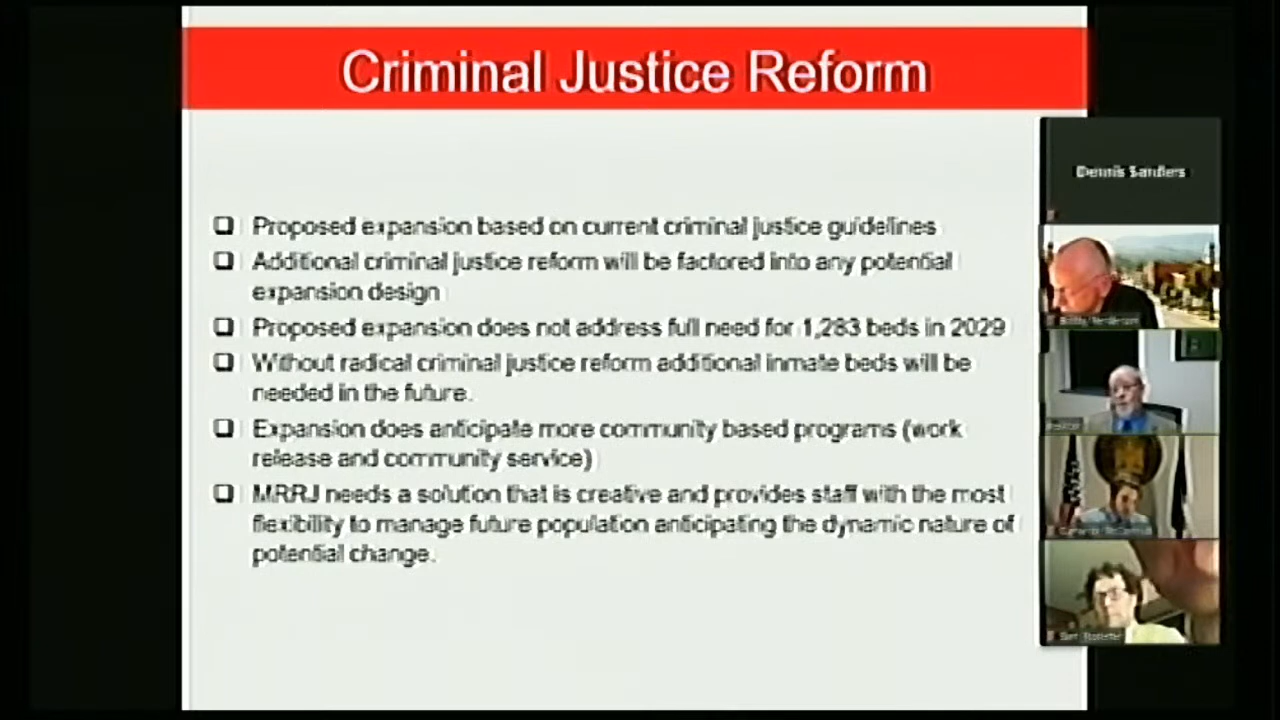 Criminal Justice Reform
Dennis Sanders
❑ Proposed expansion based on current criminal justice guidelines
❑ Additional criminal justice reform will be factored into any potential
expansion design
❑ Proposed expansion does not address full need for 1,283 beds in 2029
❑ Without radical criminal justice reform additional inmate beds will be
needed in the future.
❑ Expansion does anticipate more community based programs (work
release and community service)
❑ MRRJ needs a solution that is creative and provides staff with the most
flexibility to manage future population anticipating the dynamic nature of
potential change.